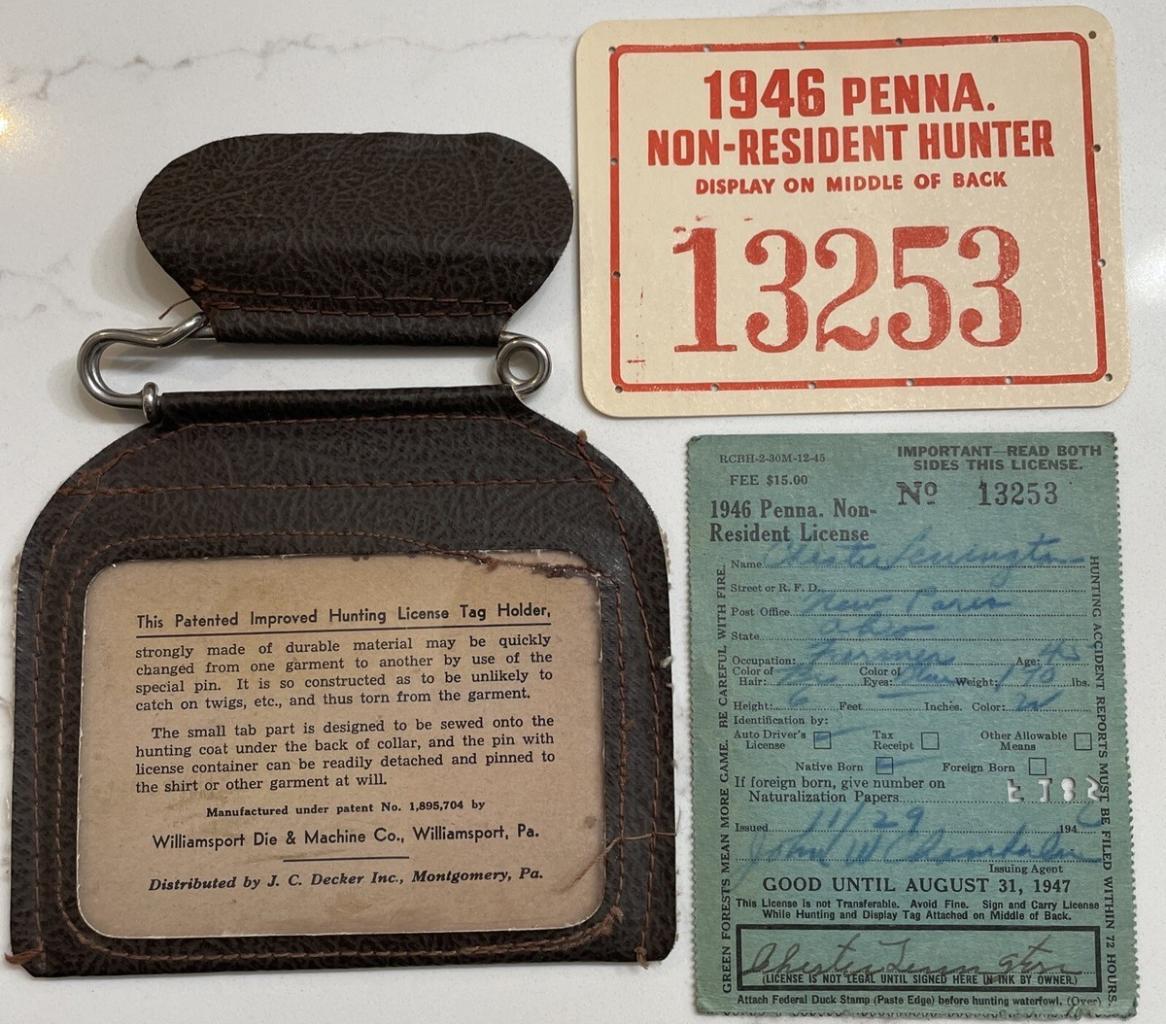 1946 PENNA.
NON-RESIDENT HUNTER
DISPLAY ON MIDDLE OF BACK
13253
This Patented Improved Hunting License Tag Holder,
strongly made of durable material may be quickly
changed from one garment to another by use of the
special pin. It is so constructed as to be unlikely to
catch on twigs, etc., and thus torn from the garment.
The small tab part is designed to be sewed onto the
hunting coat under the back of collar, and the pin with
license container can be readily detached and pinned to
the shirt or other garment at will.
Manufactured under patent No. 1,895,704 by
Williamsport Die & Machine Co., Williamsport, Pa.
Distributed by J. C. Decker Inc., Montgomery, Pa.
RCBH-2-30M-12-45
IMPORTANT—READ BOTH
SIDES THIS LICENSE.
FEE $15.00
Nº 13253
1946 Penna. Non-
Resident License
Name Chester
Street or R. F. D.
Post Office New Paris
State Ohio
Occupation: Farmer Age: 45
Color of Hair: Color of Eyes: Blue Weight: lbs.
Height: 6 Feet Inches. Color: W
Identification by:
Auto Driver's License Tax Receipt Other Allowable Means
Native Born Foreign Born
If foreign born, give number on
Naturalization Papers
Issued 11/29 1946
John W Chamberlin
Issuing Agent
GOOD UNTIL AUGUST 31, 1947
This License is not Transferable. Avoid Fine. Sign and Carry License
While Hunting and Display Tag Attached on Middle of Back.
Chester
(LICENSE IS NOT LEGAL UNTIL SIGNED HERE IN INK BY OWNER.)
Attach Federal Duck Stamp (Paste Edge) before hunting waterfowl. (Over)
GREEN FORESTS MEAN MORE GAME. BE CAREFUL WITH FIRE.
HUNTING ACCIDENT REPORTS MUST BE FILED WITHIN 72 HOURS.